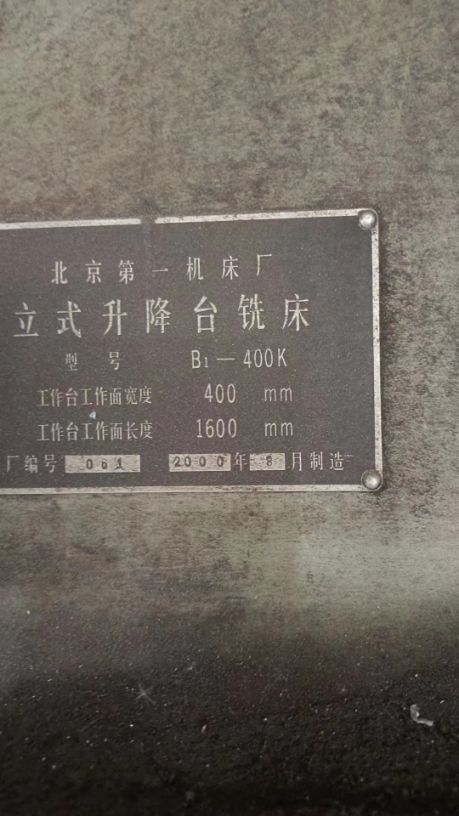 北京第一机床厂
立式升降台铣床
型号 B1—400K
工作台工作面宽度 400 mm
工作台工作面长度 1600 mm
厂编号 061 2000年8月制造